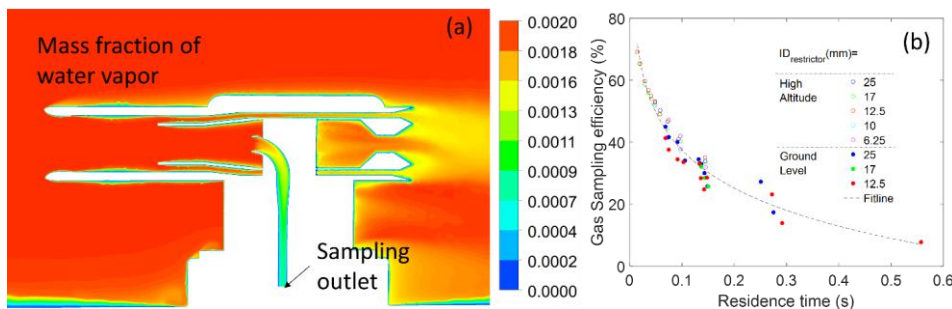 (a)
Mass fraction of
water vapor
Sampling
outlet
0.0020
0.0018
0.0016
0.0013
0.0011
0.0009
0.0007
0.0004
0.0002
0.0000
(b)
Gas Sampling efficiency (%)
80
60
40
20
0
0 0.1 0.2 0.3 0.4 0.5 0.6
Residence time (s)
IDrestrictor(mm)=
High
Altitude
25
17
12.5
10
6.25
Ground
Level
25
17
12.5
Fitline